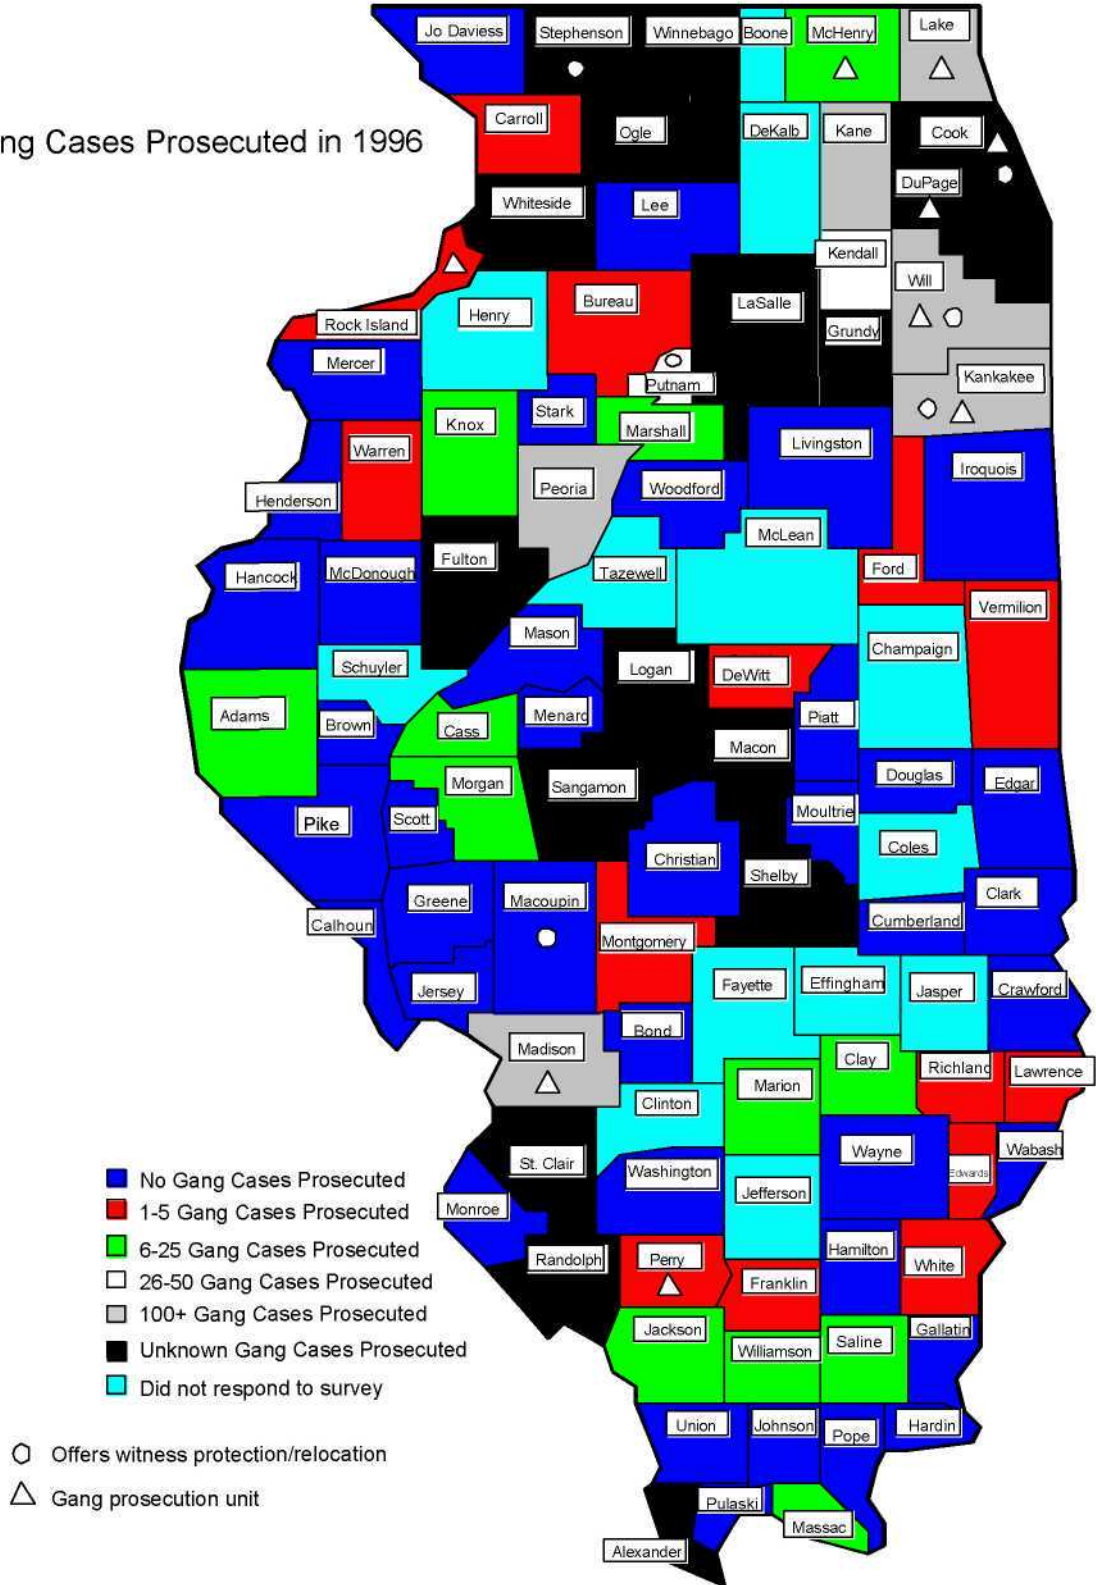 Jo Daviess
Stephenson
Winnebago
Boone
McHenry
Lake
ng Cases Prosecuted in 1996
Carroll
Ogle
DeKalb
Kane
Cook
DuPage
Whiteside
Lee
Kendall
Will
Rock Island
Henry
Bureau
LaSalle
Grundy
Mercer
Putnam
Kankakee
Knox
Stark
Marshall
Livingston
Warren
Iroquois
Henderson
Peoria
Woodford
McLean
Hancock
McDonough
Fulton
Tazewell
Ford
Vermilion
Mason
Schuyler
Logan
DeWitt
Champaign
Adams
Brown
Cass
Menard
Macon
Piatt
Morgan
Sangamon
Douglas
Edgar
Pike
Scott
Moultrie
Coles
Christian
Shelby
Greene
Macoupin
Clark
Calhoun
Cumberland
Montgomery
Jersey
Fayette
Effingham
Jasper
Crawford
Bond
Madison
Clay
Richland
Lawrence
Marion
Clinton
St. Clair
Washington
Wayne
Wabash
Edwards
Jefferson
Monroe
Randolph
Perry
Hamilton
White
Franklin
Jackson
Williamson
Saline
Gallatin
Union
Johnson
Pope
Hardin
Pulaski
Massac
Alexander
No Gang Cases Prosecuted
1-5 Gang Cases Prosecuted
6-25 Gang Cases Prosecuted
26-50 Gang Cases Prosecuted
100+ Gang Cases Prosecuted
Unknown Gang Cases Prosecuted
Did not respond to survey
Offers witness protection/relocation
Gang prosecution unit